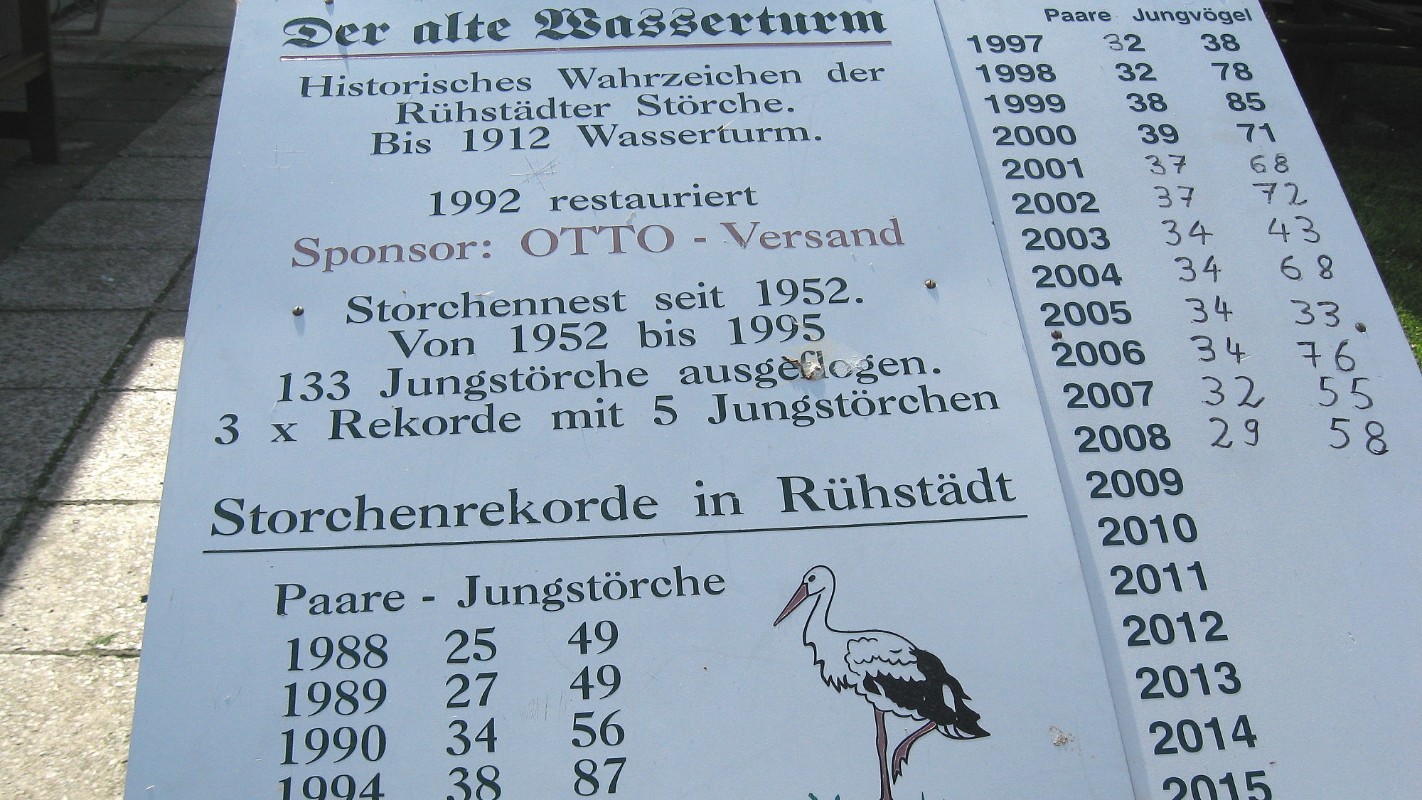 Der alte Wasserturm
Historisches Wahrzeichen der
Rühstädter Störche.
Bis 1912 Wasserturm.
1992 restauriert
Sponsor: OTTO - Versand
Storchennest seit 1952.
Von 1952 bis 1995
133 Jungstörche ausgeflogen.
3 x Rekorde mit 5 Jungstörchen
Storchenrekorde in Rühstädt
Paare - Jungstörche
1988 25 49
1989 27 49
1990 34 56
1994 38 87
Paare Jungvögel
1997 32 38
1998 32 78
1999 38 85
2000 39 71
2001 37 68
2002 37 72
2003 34 43
2004 34 68
2005 34 33
2006 34 76
2007 32 55
2008 29 58
2009
2010
2011
2012
2013
2014
2015